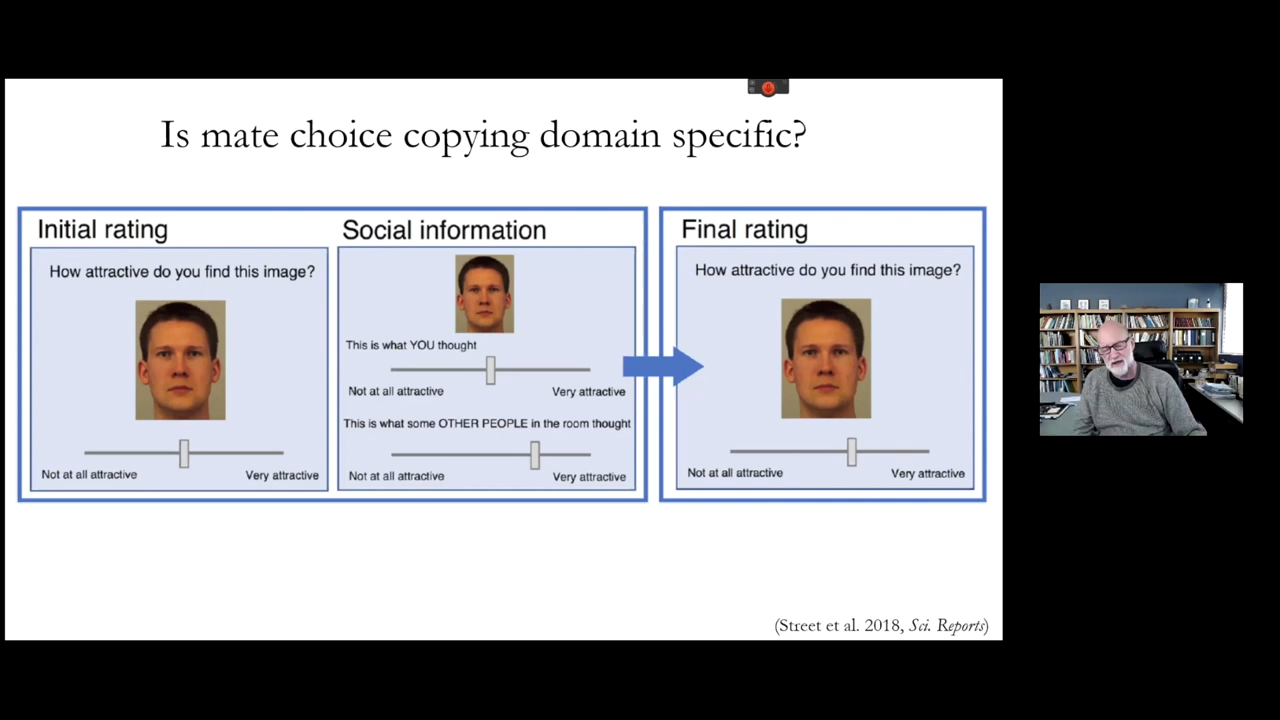 Is mate choice copying domain specific?
Initial rating
How attractive do you find this image?
Not at all attractive
Very attractive
Social information
This is what YOU thought
Not at all attractive
Very attractive
This is what some OTHER PEOPLE in the room thought
Not at all attractive
Very attractive
Final rating
How attractive do you find this image?
Not at all attractive
Very attractive
(Street et al. 2018, Sci. Reports)